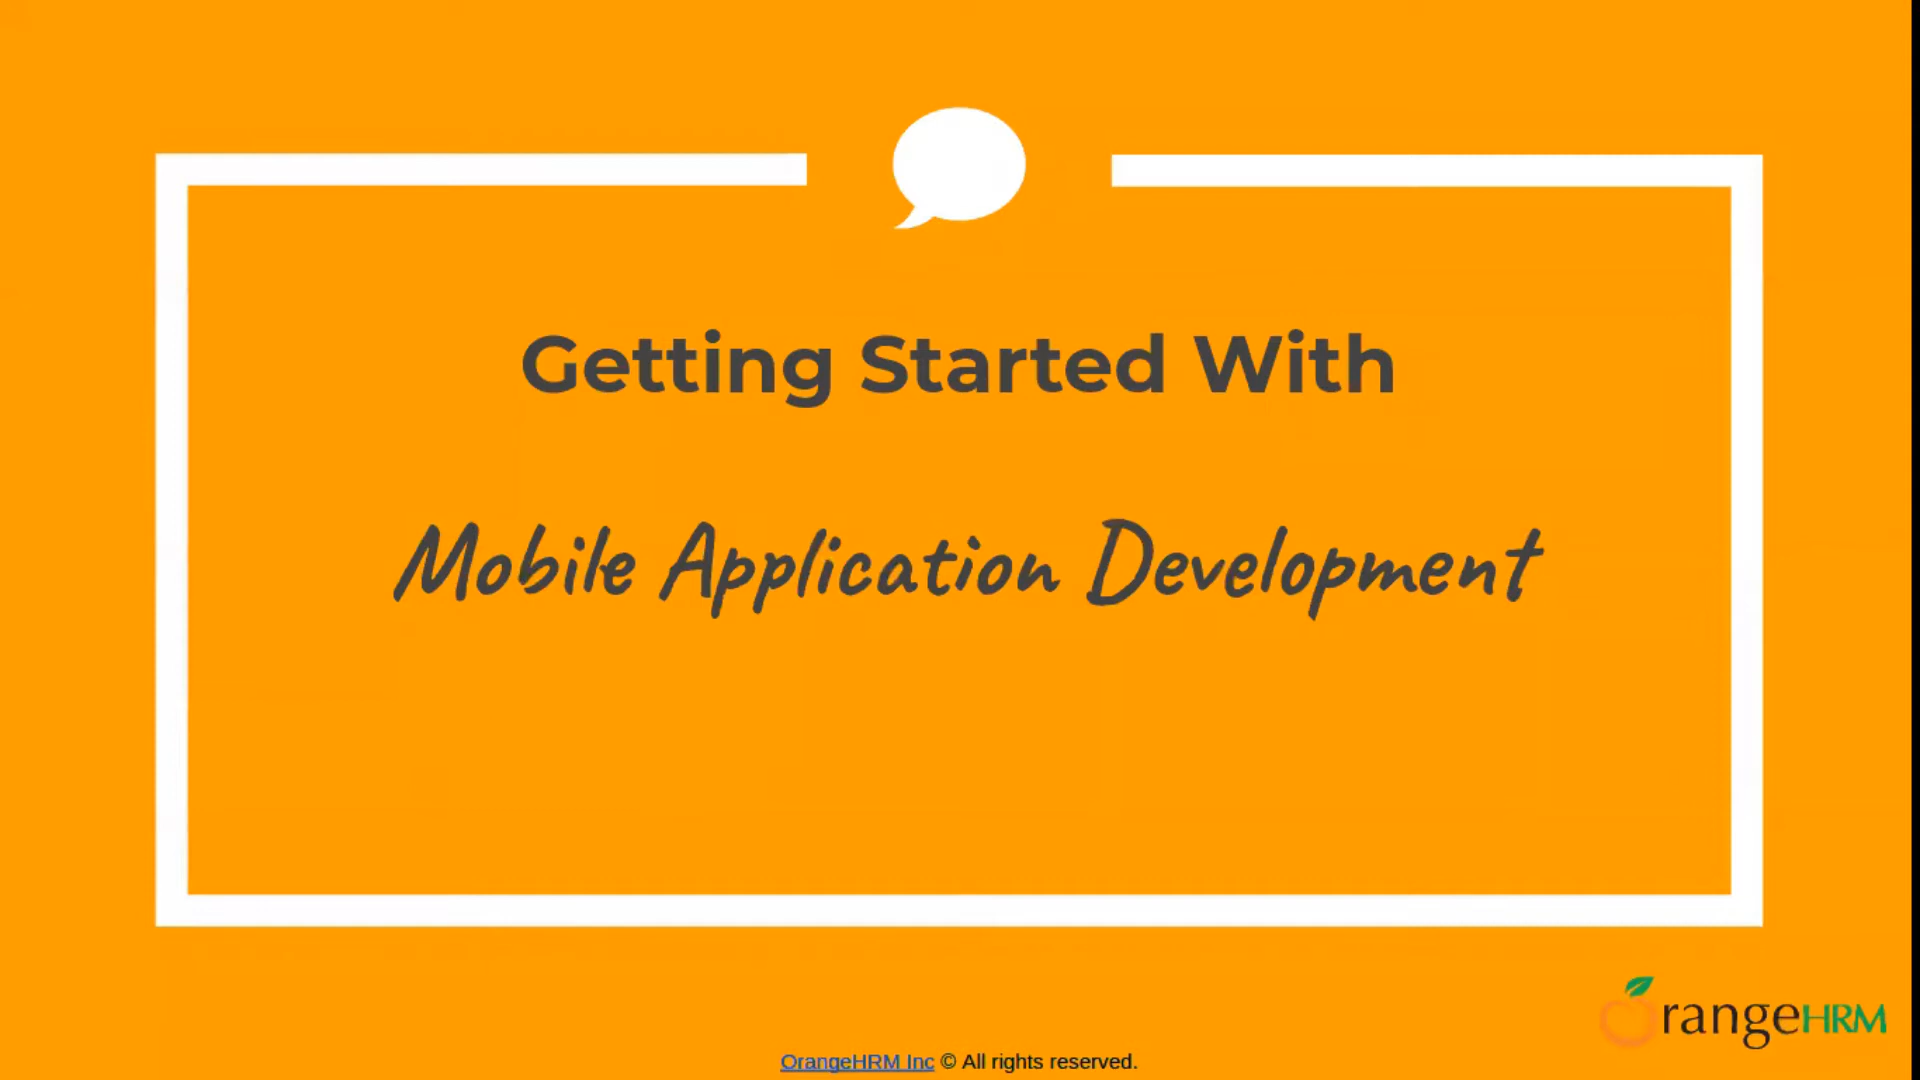 Getting Started With
Mobile Application Development
OrangeHRM
OrangeHRM Inc © All rights reserved.